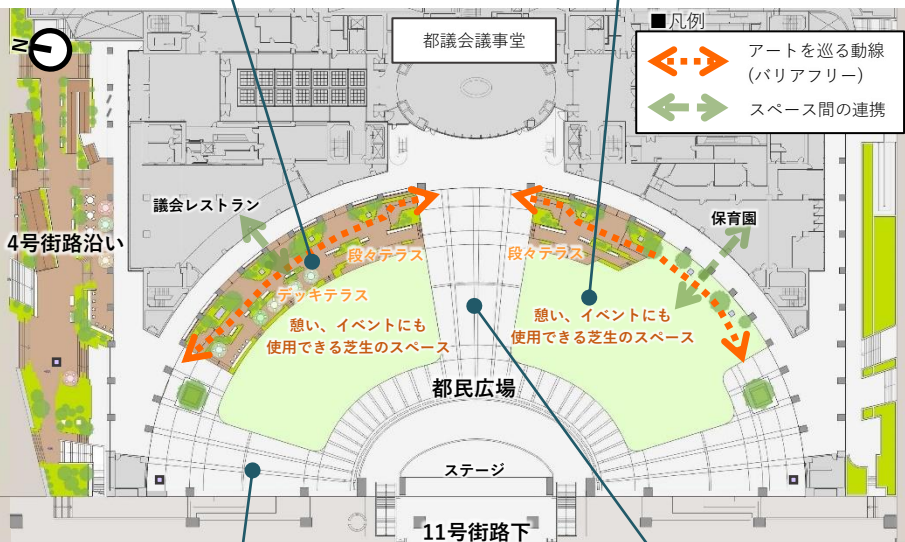 N
都議会議事堂
■凡例
アートを巡る動線
(バリアフリー)
スペース間の連携
議会レストラン
保育園
4号街路沿い
段々テラス
段々テラス
デッキテラス
憩い、イベントにも
使用できる芝生のスペース
憩い、イベントにも
使用できる芝生のスペース
都民広場
ステージ
11号街路下